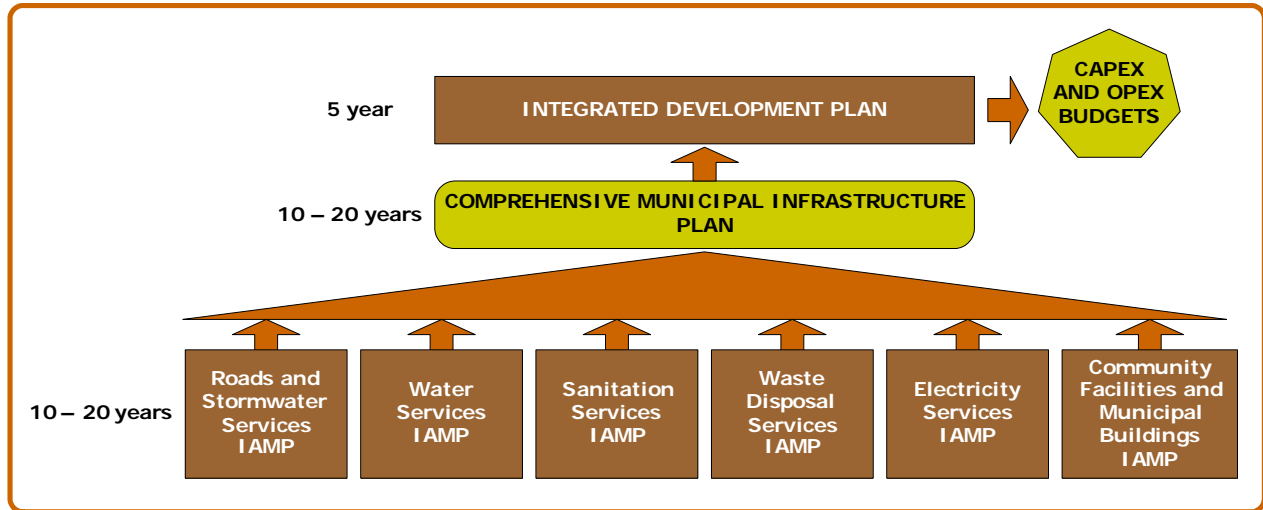 CAPEX
AND OPEX
BUDGETS
5 year
INTEGRATED DEVELOPMENT PLAN
10 – 20 years
COMPREHENSIVE MUNICIPAL INFRASTRUCTURE
PLAN
10 – 20 years
Roads and
Stormwater
Services
IAMP
Water
Services
IAMP
Sanitation
Services
IAMP
Waste
Disposal
Services
IAMP
Electricity
Services
IAMP
Community
Facilities and
Municipal
Buildings
IAMP